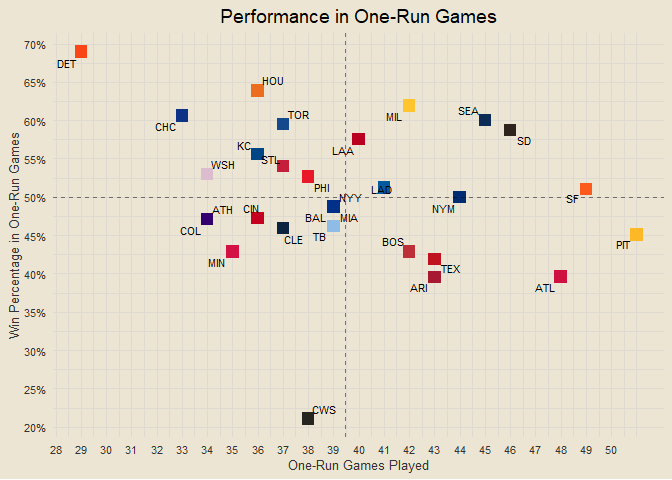 Performance in One-Run Games
Win Percentage in One-Run Games
70%
65%
60%
55%
50%
45%
40%
35%
30%
25%
20%
DET
HOU
MIL
SEA
CHC
TOR
SD
LAA
KC
STL
WSH
PHI
LAD
SF
NYY
NYM
ATH
CIN
BAL
MIA
COL
TB
CLE
PIT
BOS
MIN
TEX
ARI
ATL
CWS
28 29 30 31 32 33 34 35 36 37 38 39 40 41 42 43 44 45 46 47 48 49 50
One-Run Games Played